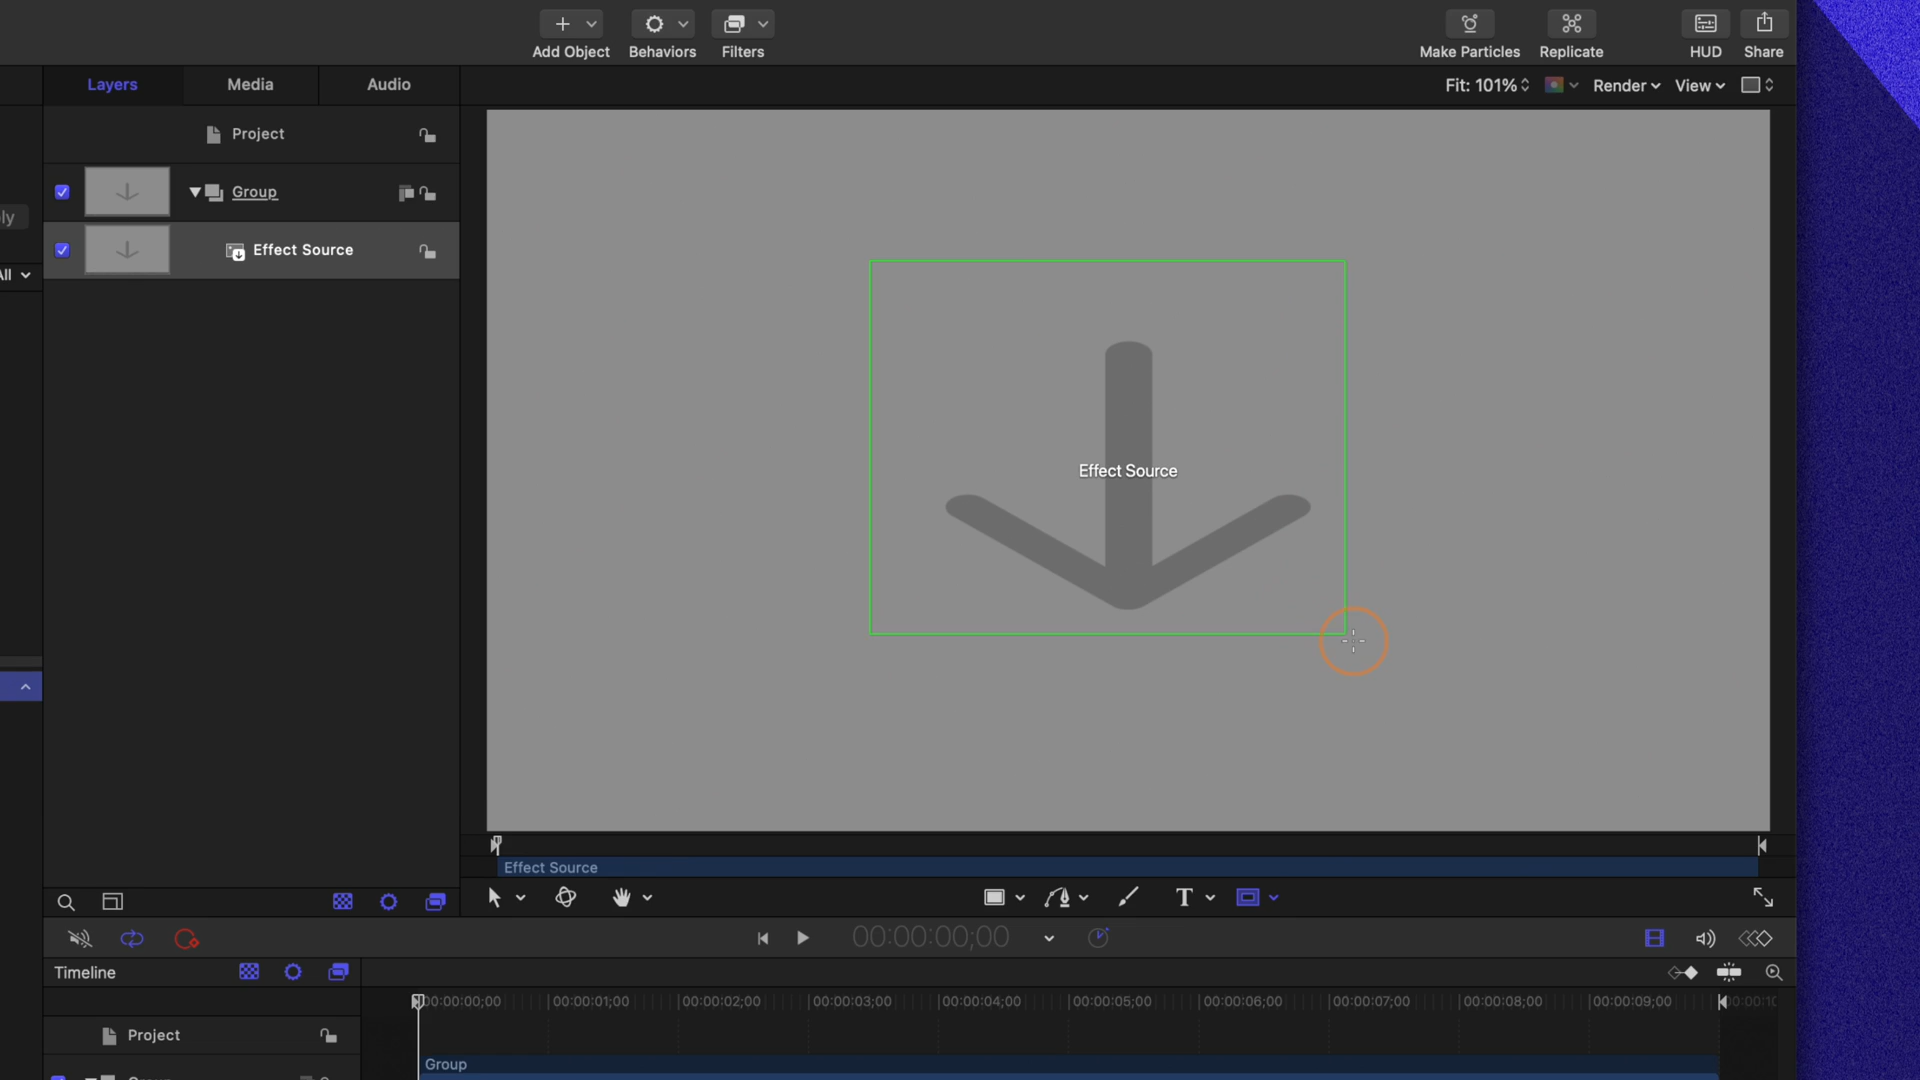 Add Object
Behaviors
Filters
Make Particles
Replicate
HUD
Share
Layers
Media
Audio
Fit: 101%
Render
View
Project
Group
Effect Source
Effect Source
Effect Source
00:00:00;00
Timeline
00:00:00;00
00:00:01;00
00:00:02;00
00:00:03;00
00:00:04;00
00:00:05;00
00:00:06;00
00:00:07;00
00:00:08;00
00:00:09;00
Project
Group